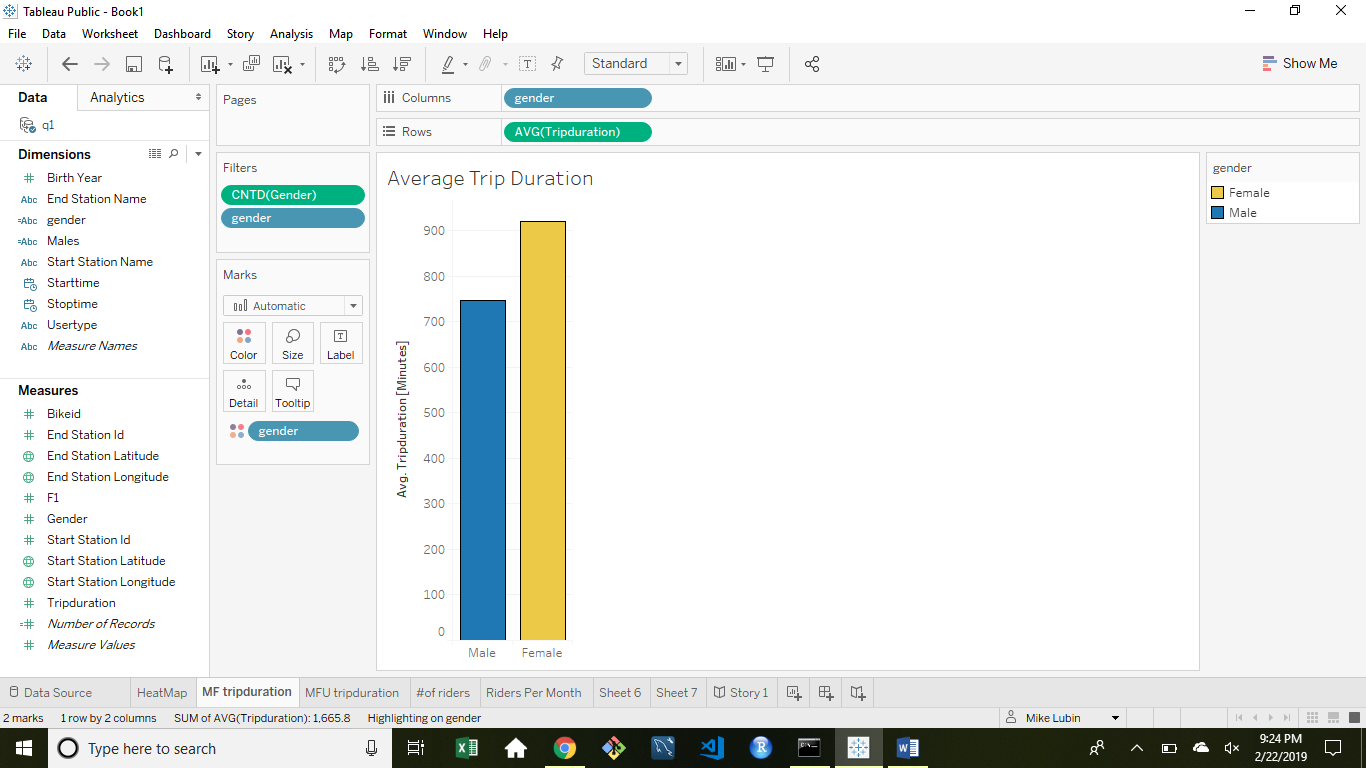 Tableau Public - Book1
File Data Worksheet Dashboard Story Analysis Map Format Window Help
Standard
Show Me
Data Analytics
q1
Dimensions
# Birth Year
Abc End Station Name
=Abc gender
=Abc Males
Abc Start Station Name
Starttime
Stoptime
Abc Usertype
Abc Measure Names
Measures
# Bikeid
# End Station Id
End Station Latitude
End Station Longitude
# F1
# Gender
# Start Station Id
Start Station Latitude
Start Station Longitude
# Tripduration
=# Number of Records
# Measure Values
Pages
Filters
CNTD(Gender)
gender
Marks
Automatic
Color Size Label
Detail Tooltip
gender
Columns gender
Rows AVG(Tripduration)
Average Trip Duration
Avg. Tripduration [Minutes]
900
800
700
600
500
400
300
200
100
0
Male Female
gender
Female
Male
Data Source HeatMap MF tripduration MFU tripduration #of riders Riders Per Month Sheet 6 Sheet 7 Story 1
2 marks 1 row by 2 columns SUM of AVG(Tripduration): 1,665.8 Highlighting on gender Mike Lubin
Type here to search
9:24 PM
2/22/2019